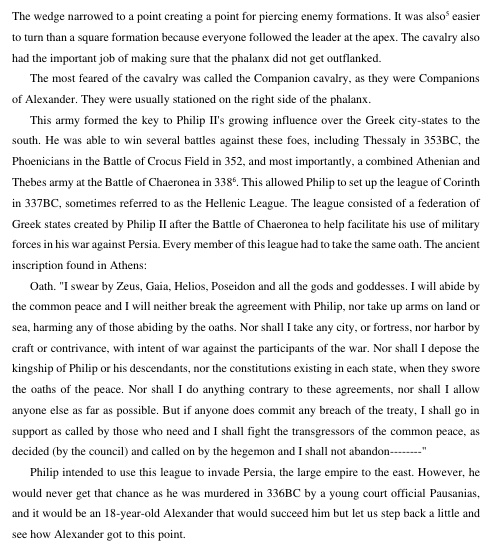 The wedge narrowed to a point creating a point for piercing enemy formations. It was also⁵ easier
to turn than a square formation because everyone followed the leader at the apex. The cavalry also
had the important job of making sure that the phalanx did not get outflanked.
The most feared of the cavalry was called the Companion cavalry, as they were Companions
of Alexander. They were usually stationed on the right side of the phalanx.
This army formed the key to Philip II's growing influence over the Greek city-states to the
south. He was able to win several battles against these foes, including Thessaly in 353BC, the
Phoenicians in the Battle of Crocus Field in 352, and most importantly, a combined Athenian and
Thebes army at the Battle of Chaeronea in 338⁶. This allowed Philip to set up the league of Corinth
in 337BC, sometimes referred to as the Hellenic League. The league consisted of a federation of
Greek states created by Philip II after the Battle of Chaeronea to help facilitate his use of military
forces in his war against Persia. Every member of this league had to take the same oath. The ancient
inscription found in Athens:
Oath. "I swear by Zeus, Gaia, Helios, Poseidon and all the gods and goddesses. I will abide by
the common peace and I will neither break the agreement with Philip, nor take up arms on land or
sea, harming any of those abiding by the oaths. Nor shall I take any city, or fortress, nor harbor by
craft or contrivance, with intent of war against the participants of the war. Nor shall I depose the
kingship of Philip or his descendants, nor the constitutions existing in each state, when they swore
the oaths of the peace. Nor shall I do anything contrary to these agreements, nor shall I allow
anyone else as far as possible. But if anyone does commit any breach of the treaty, I shall go in
support as called by those who need and I shall fight the transgressors of the common peace, as
decided (by the council) and called on by the hegemon and I shall not abandon--------"
Philip intended to use this league to invade Persia, the large empire to the east. However, he
would never get that chance as he was murdered in 336BC by a young court official Pausanias,
and it would be an 18-year-old Alexander that would succeed him but let us step back a little and
see how Alexander got to this point.